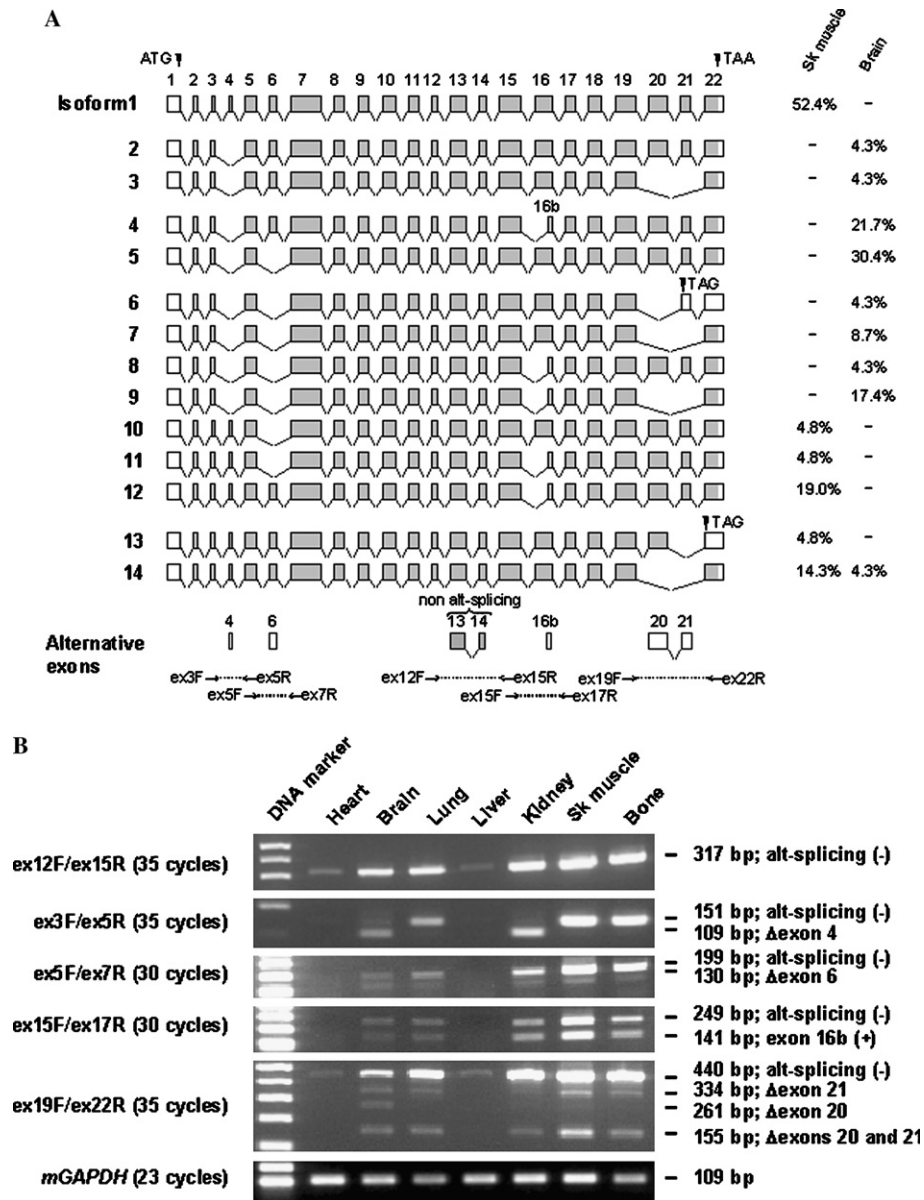 A
Sk muscle
Brain
ATG
TAA
1 2 3 4 5 6 7 8 9 10 11 12 13 14 15 16 17 18 19 20 21 22
Isoform1 52.4% –
2 – 4.3%
3 – 4.3%
16b
4 – 21.7%
5 – 30.4%
TAG
6 – 4.3%
7 – 8.7%
8 – 4.3%
9 – 17.4%
10 4.8% –
11 4.8% –
12 19.0% –
TAG
13 4.8% –
14 14.3% 4.3%
non alt-splicing
Alternative exons
4 6 13 14 16b 20 21
ex3F ex5R ex12F ex15R ex19F ex22R
ex5F ex7R ex15F ex17R
B
DNA marker
Heart
Brain
Lung
Liver
Kidney
Sk muscle
Bone
ex12F/ex15R (35 cycles)
– 317 bp; alt-splicing (-)
ex3F/ex5R (35 cycles)
– 151 bp; alt-splicing (-)
– 109 bp; Δexon 4
ex5F/ex7R (30 cycles)
– 199 bp; alt-splicing (-)
– 130 bp; Δexon 6
ex15F/ex17R (30 cycles)
– 249 bp; alt-splicing (-)
– 141 bp; exon 16b (+)
ex19F/ex22R (35 cycles)
– 440 bp; alt-splicing (-)
– 334 bp; Δexon 21
– 261 bp; Δexon 20
– 155 bp; Δexons 20 and 21
mGAPDH (23 cycles)
– 109 bp